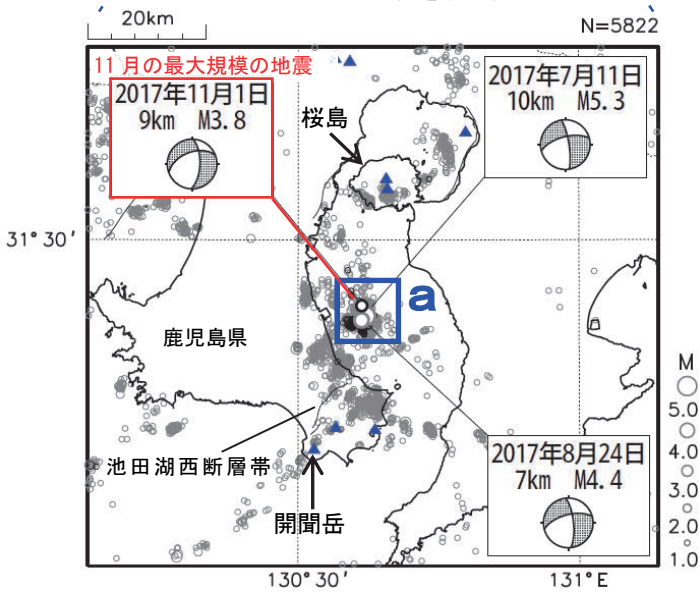 20km
N=5822
11月の最大規模の地震
2017年11月1日
9km M3.8
2017年7月11日
10km M5.3
桜島
31°30′
a
鹿児島県
池田湖西断層帯
開聞岳
2017年8月24日
7km M4.4
M
5.0
4.0
3.0
2.0
1.0
130°30′
131°E